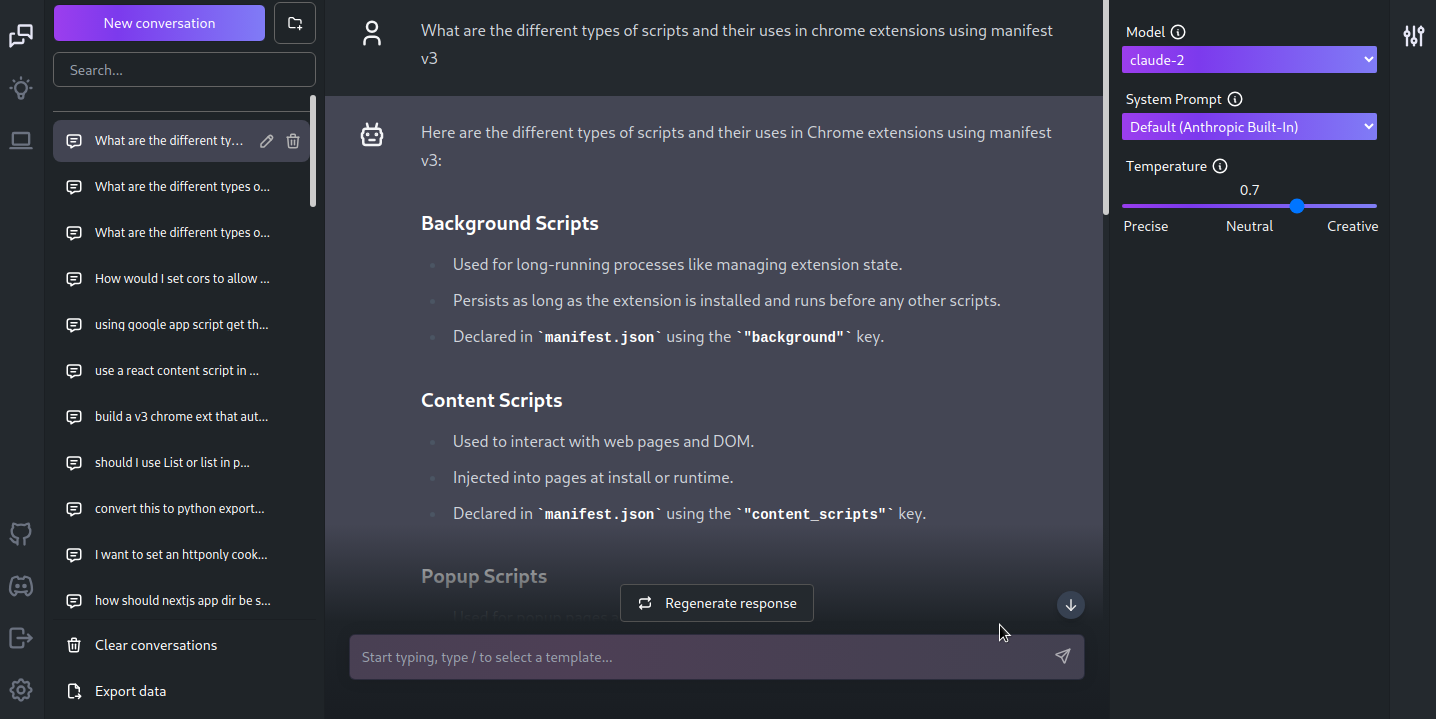 New conversation
Search...
What are the different ty...
What are the different types o...
What are the different types o...
How would I set cors to allow ...
using google app script get th...
use a react content script in ...
build a v3 chrome ext that aut...
should I use List or list in p...
convert this to python export...
I want to set an httponly cook...
how should nextjs app dir be s...
Clear conversations
Export data
What are the different types of scripts and their uses in chrome extensions using manifest
v3
Here are the different types of scripts and their uses in Chrome extensions using manifest
v3:
Background Scripts
Used for long-running processes like managing extension state.
Persists as long as the extension is installed and runs before any other scripts.
Declared in `manifest.json` using the `"background"` key.
Content Scripts
Used to interact with web pages and DOM.
Injected into pages at install or runtime.
Declared in `manifest.json` using the `"content_scripts"` key.
Popup Scripts
Used for popup pages
Regenerate response
Start typing, type / to select a template...
Model
claude-2
System Prompt
Default (Anthropic Built-In)
Temperature
0.7
Precise Neutral Creative